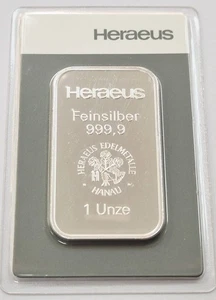 Heraeus
Heraeus
Feinsilber
999,9
HERAEUS EDELMETALLE
HANAU
1 Unze